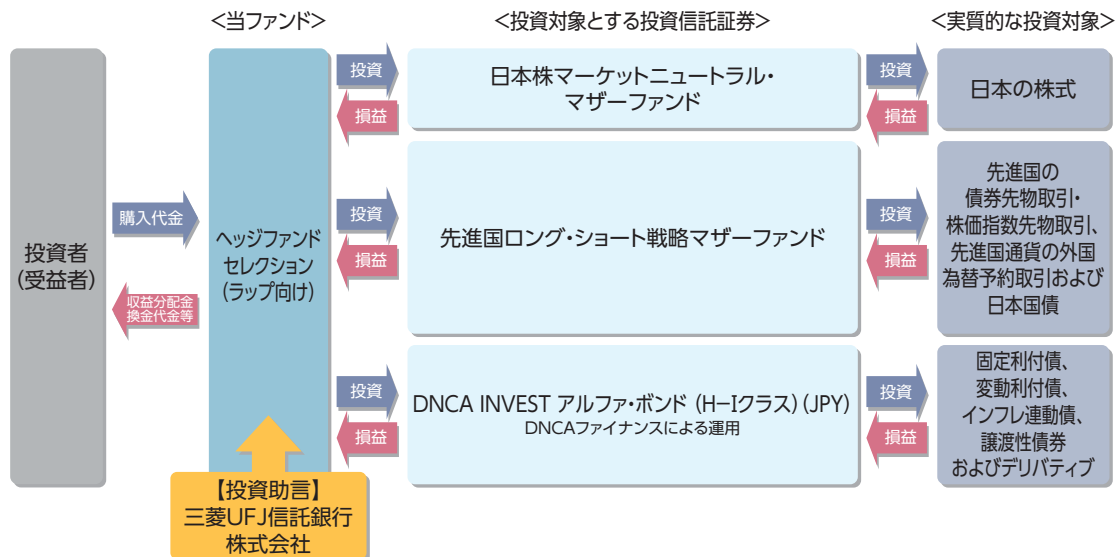 <当ファンド>
<投資対象とする投資信託証券>
<実質的な投資対象>
投資者
(受益者)
購入代金
収益分配金
換金代金等
ヘッジファンド
セレクション
(ラップ向け)
【投資助言】
三菱UFJ信託銀行
株式会社
投資
損益
日本株マーケットニュートラル・
マザーファンド
投資
損益
日本の株式
投資
損益
先進国ロング・ショート戦略マザーファンド
投資
損益
先進国の
債券先物取引・
株価指数先物取引、
先進国通貨の外国
為替予約取引および
日本国債
投資
損益
DNCA INVEST アルファ・ボンド (H-Iクラス) (JPY)
DNCAファイナンスによる運用
投資
損益
固定利付債、
変動利付債、
インフレ連動債、
譲渡性債券
およびデリバティブ